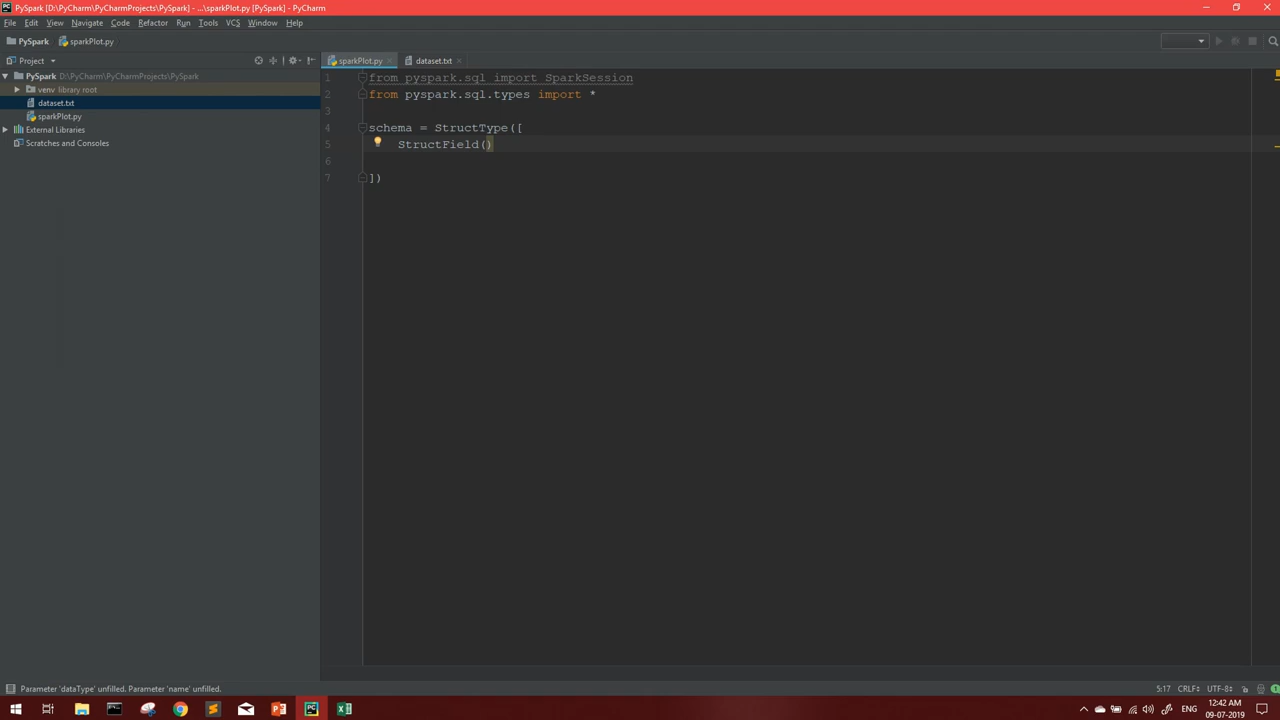 PySpark [D:\PyCharm\PyCharmProjects\PySpark] - ...\sparkPlot.py [PySpark] - PyCharm
File Edit View Navigate Code Refactor Run Tools VCS Window Help
PySpark sparkPlot.py
Project
sparkPlot.py
dataset.txt
PySpark D:\PyCharm\PyCharmProjects\PySpark
venv library root
dataset.txt
sparkPlot.py
External Libraries
Scratches and Consoles
1 from pyspark.sql import SparkSession
2 from pyspark.sql.types import *
3
4 schema = StructType([
5 StructField()
6
7 ])
Parameter 'dataType' unfilled. Parameter 'name' unfilled.
5:17 CRLF÷ UTF-8÷
ENG
12:42 AM
09-07-2019